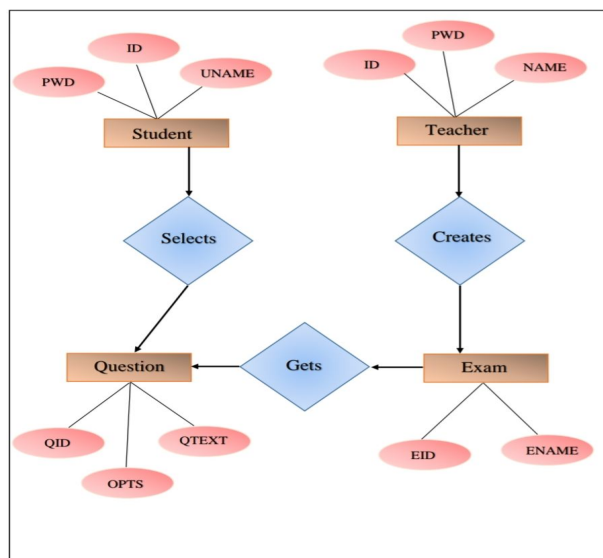 ID
PWD
UNAME
PWD
ID
NAME
Student
Teacher
Selects
Creates
Question
Gets
Exam
QID
QTEXT
OPTS
EID
ENAME